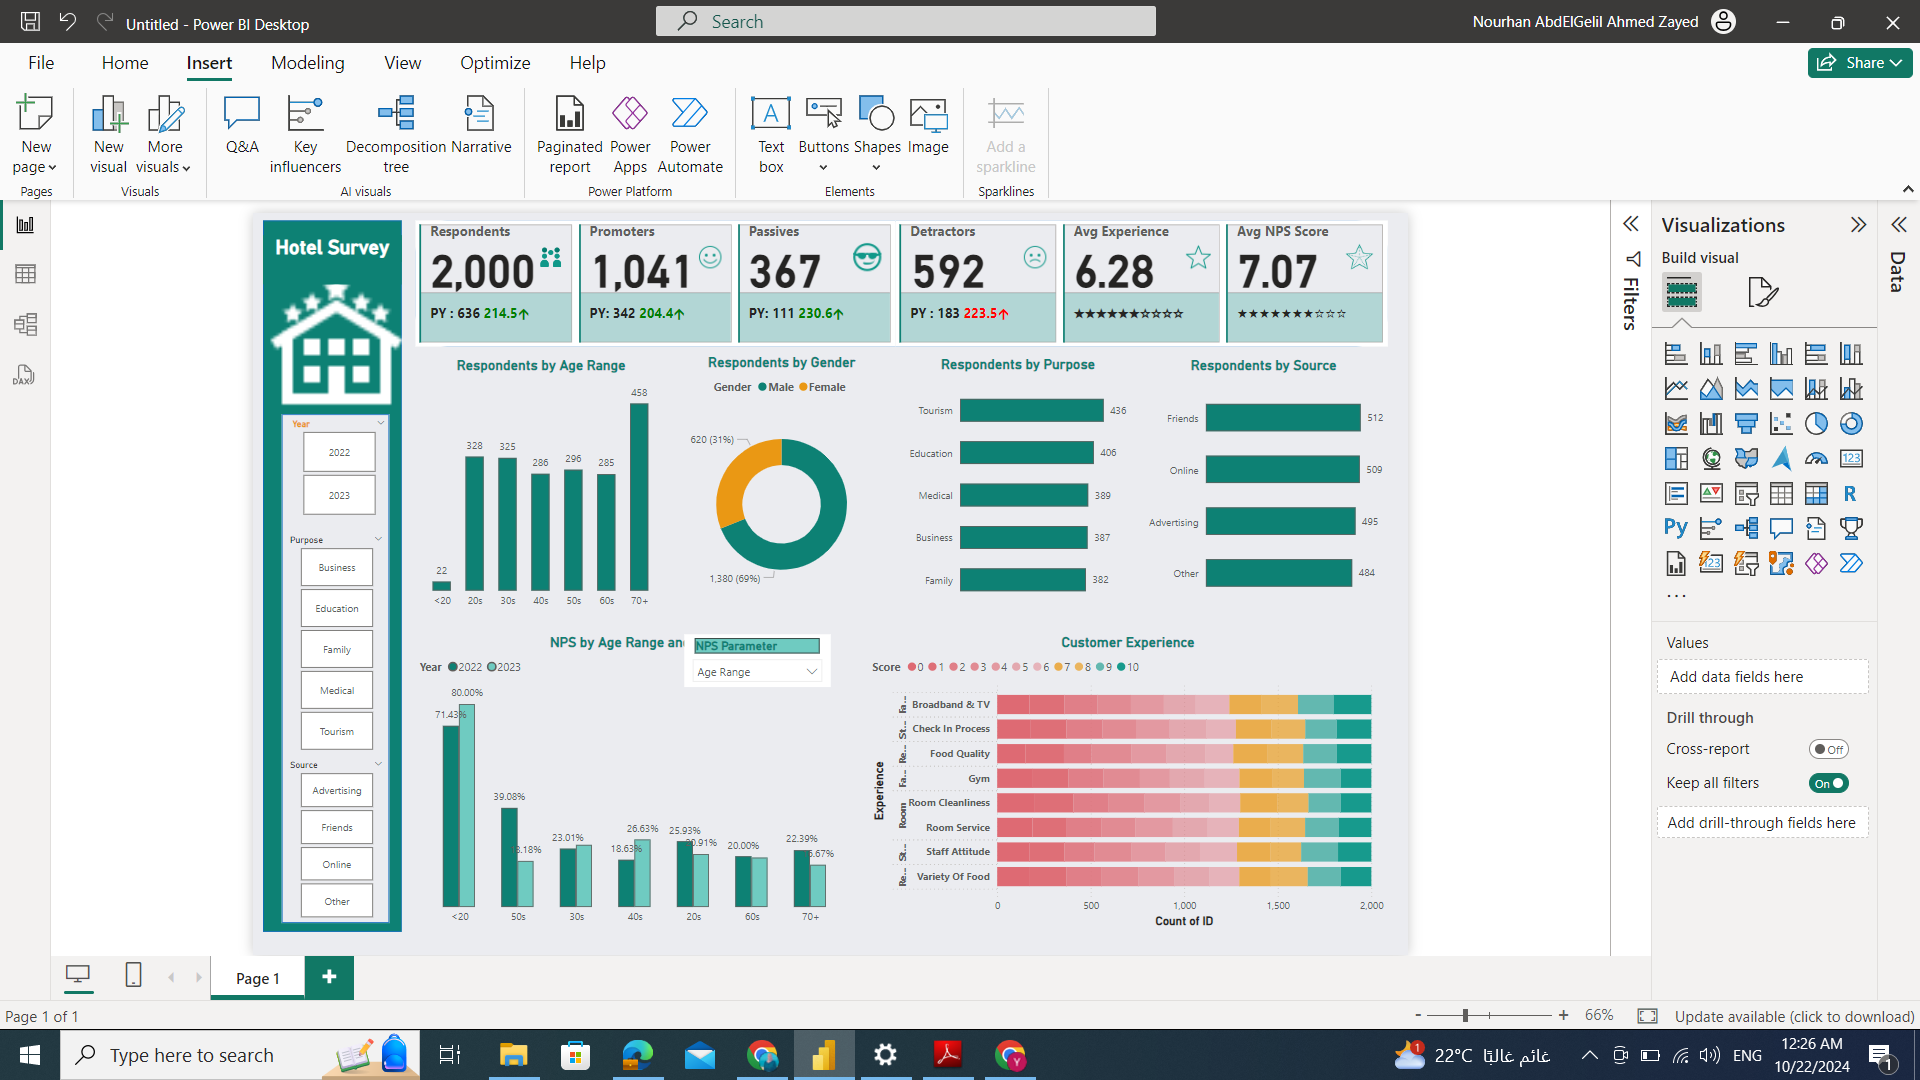 Untitled - Power BI Desktop
Search
Nourhan AbdElGelil Ahmed Zayed
File Home Insert Modeling View Optimize Help
Share
New page
New visual
More visuals
Q&A
Key influencers
Decomposition tree
Narrative
Paginated report
Power Apps
Power Automate
Text box
Buttons
Shapes
Image
Add a sparkline
Pages Visuals AI visuals Power Platform Elements Sparklines
Hotel Survey
Year
2022
2023
Purpose
Business
Education
Family
Medical
Tourism
Source
Advertising
Friends
Online
Other
Respondents
2,000
PY : 636 214.5↑
Promoters
1,041
PY: 342 204.4↑
Passives
367
PY: 111 230.6↑
Detractors
592
PY : 183 223.5↑
Avg Experience
6.28
★★★★★★☆☆☆☆
Avg NPS Score
7.07
★★★★★★★☆☆☆
Respondents by Age Range
22 328 325 286 296 285 458
<20 20s 30s 40s 50s 60s 70+
Respondents by Gender
Gender Male Female
620 (31%)
1,380 (69%)
Respondents by Purpose
Tourism 436
Education 406
Medical 389
Business 387
Family 382
Respondents by Source
Friends 512
Online 509
Advertising 495
Other 484
NPS by Age Range an
NPS Parameter
Age Range
Year 2022 2023
71.43% 80.00%
39.08%
23.01%
18.63% 26.63%
25.93%
20.00%
22.39%
<20 50s 30s 40s 20s 60s 70+
Customer Experience
Score 0 1 2 3 4 5 6 7 8 9 10
Experience
Fa... Broadband & TV
St... Check In Process
Re... Food Quality
Fa... Gym
Room Room Cleanliness
Room Service
St... Staff Attitude
Re... Variety Of Food
0 500 1,000 1,500 2,000
Count of ID
Filters
Visualizations
Build visual
Data
123
R
Py
123
...
Values
Add data fields here
Drill through
Cross-report Off
Keep all filters On
Add drill-through fields here
Page 1
+
Page 1 of 1
- + 66%
Update available (click to download)
Type here to search
1
22°C غائم غالبًا
ENG
12:26 AM
10/22/2024
1